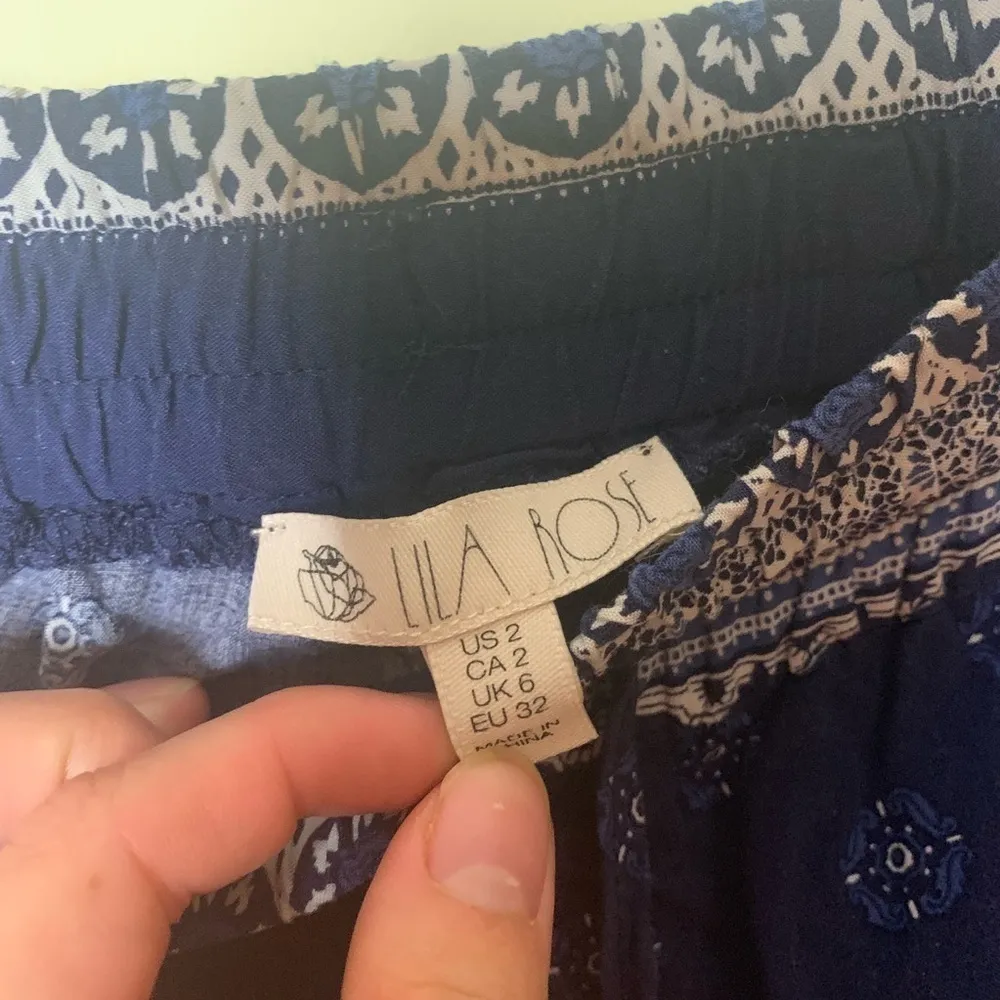 LILA ROSE
US 2
CA 2
UK 6
EU 32
MADE IN
CHINA